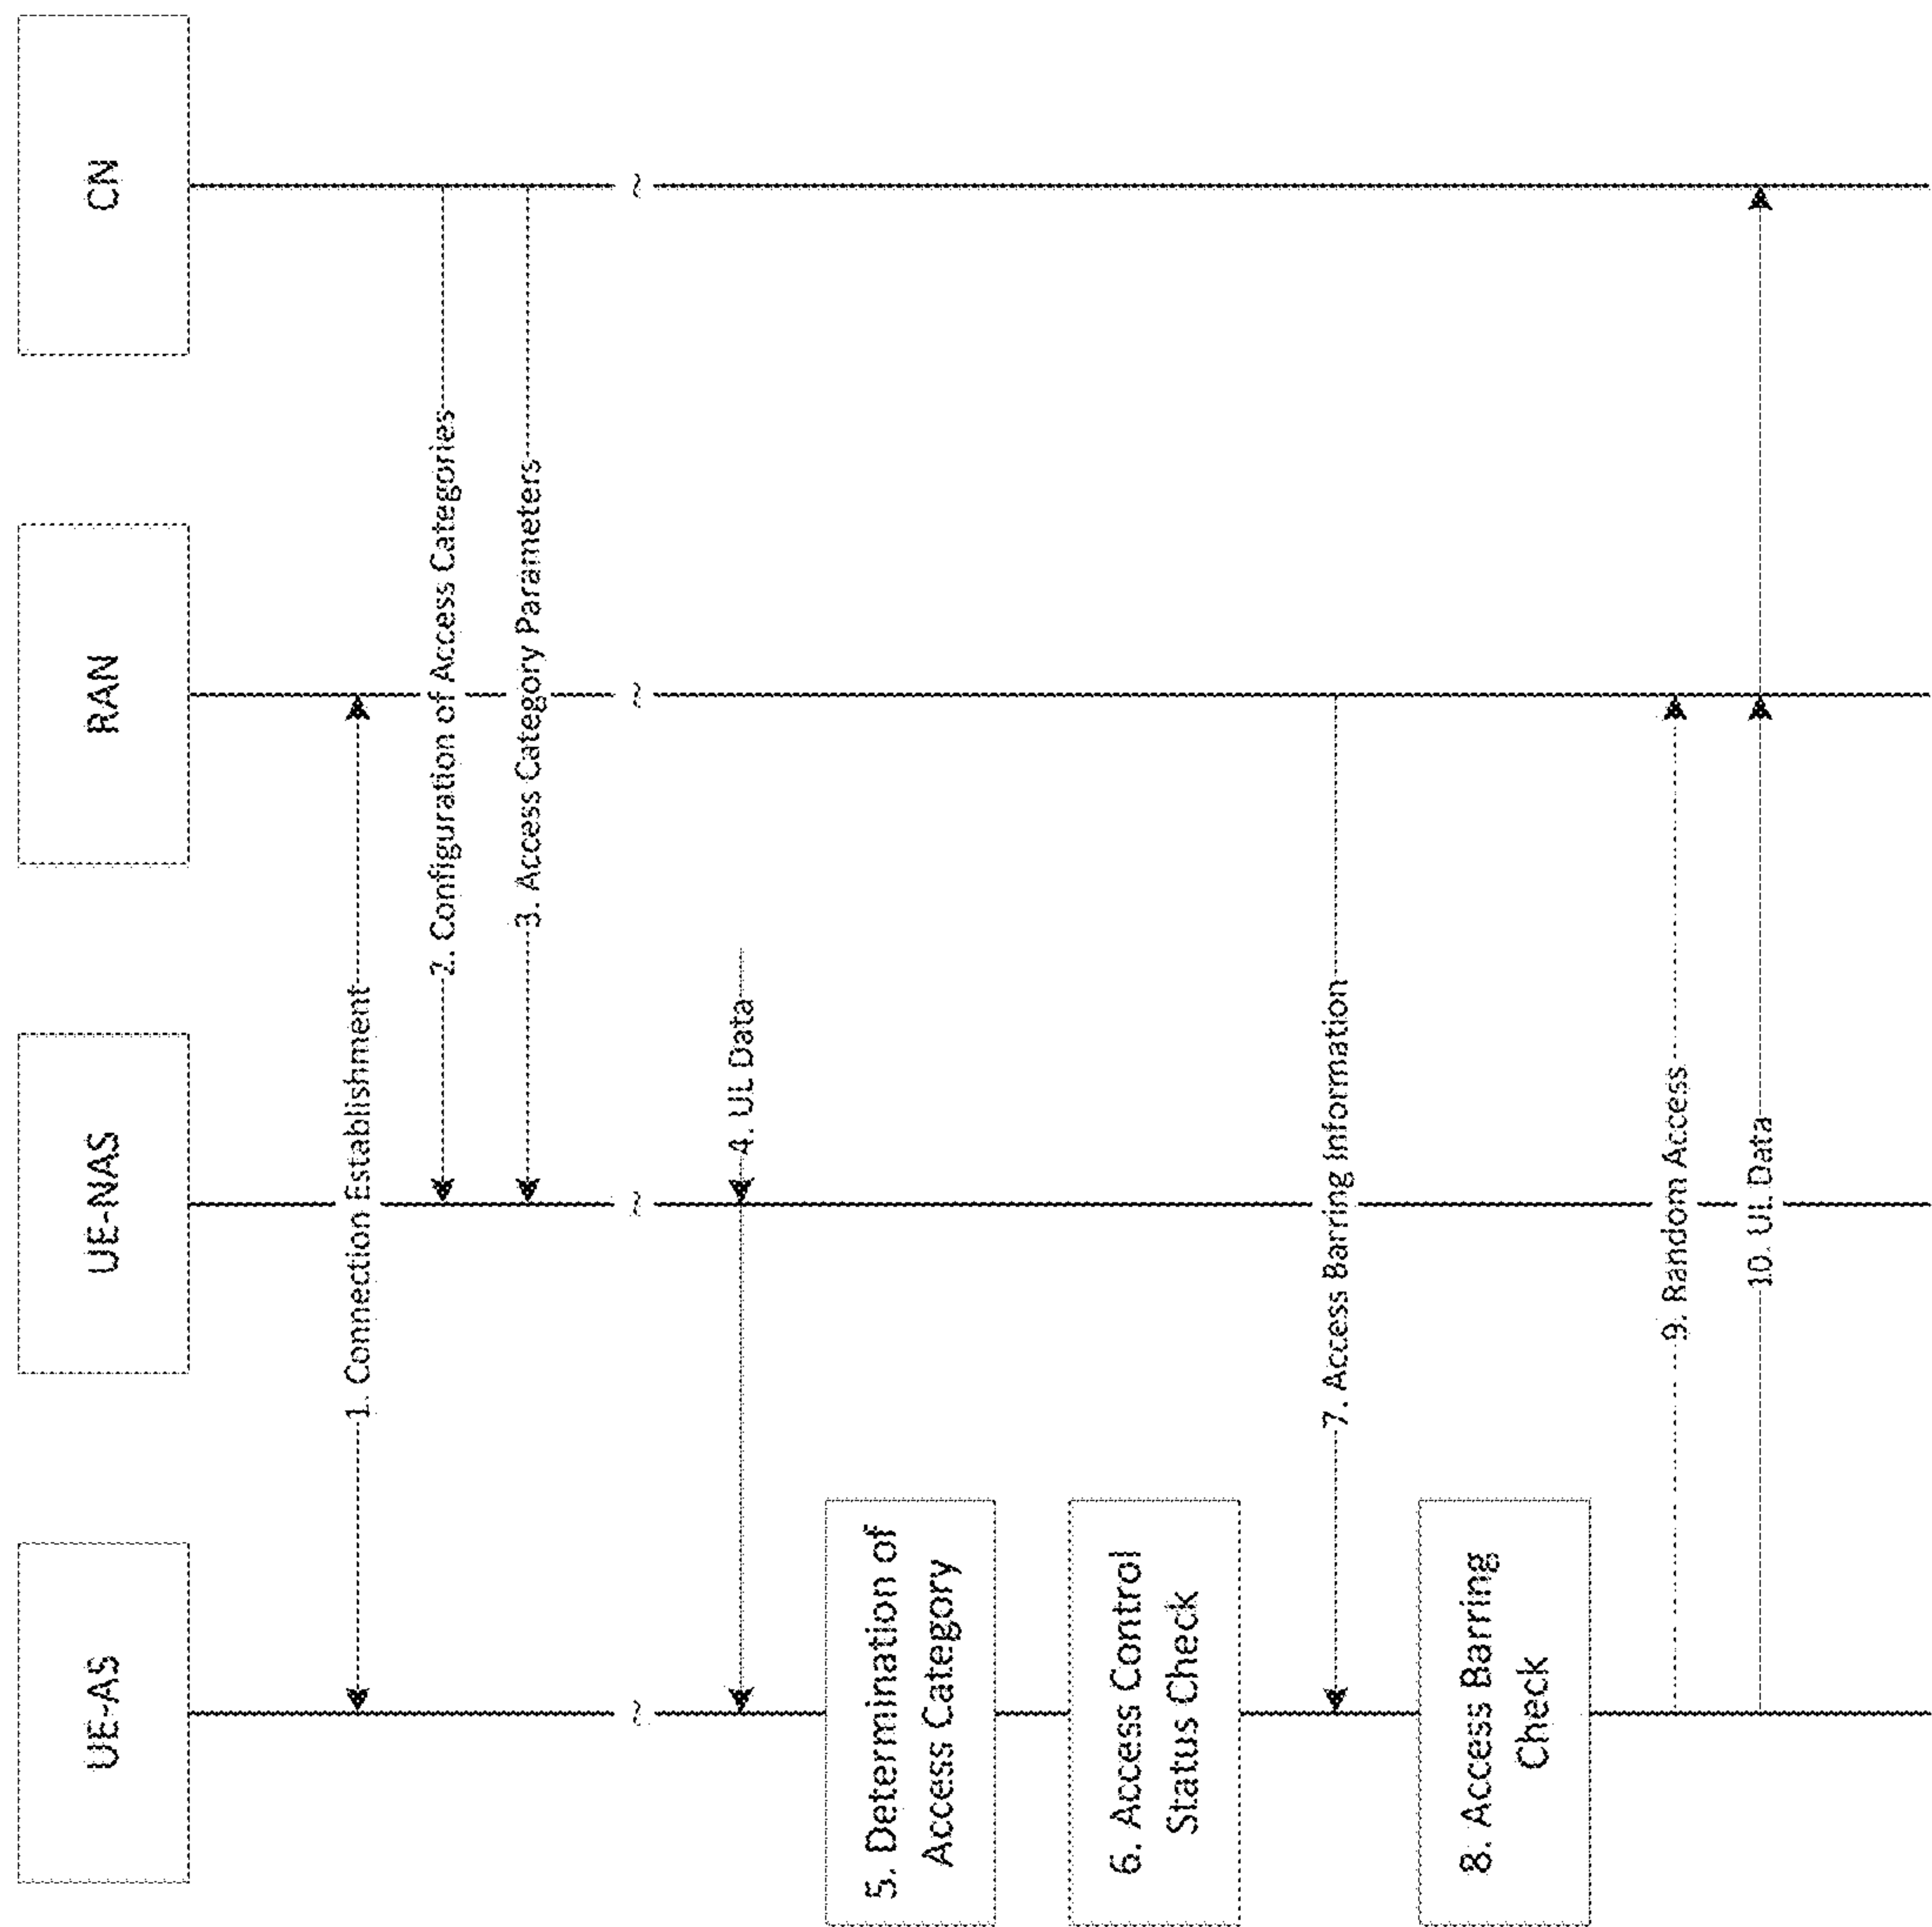 UE-AS
UE-NAS
RAN
CN
1. Connection Establishment
2. Configuration of Access Categories
3. Access Category Parameters
~
~
~
~
4. UL Data
5. Determination of
Access Category
6. Access Control
Status Check
7. Access Barring Information
8. Access Barring
Check
9. Random Access
10. UL Data